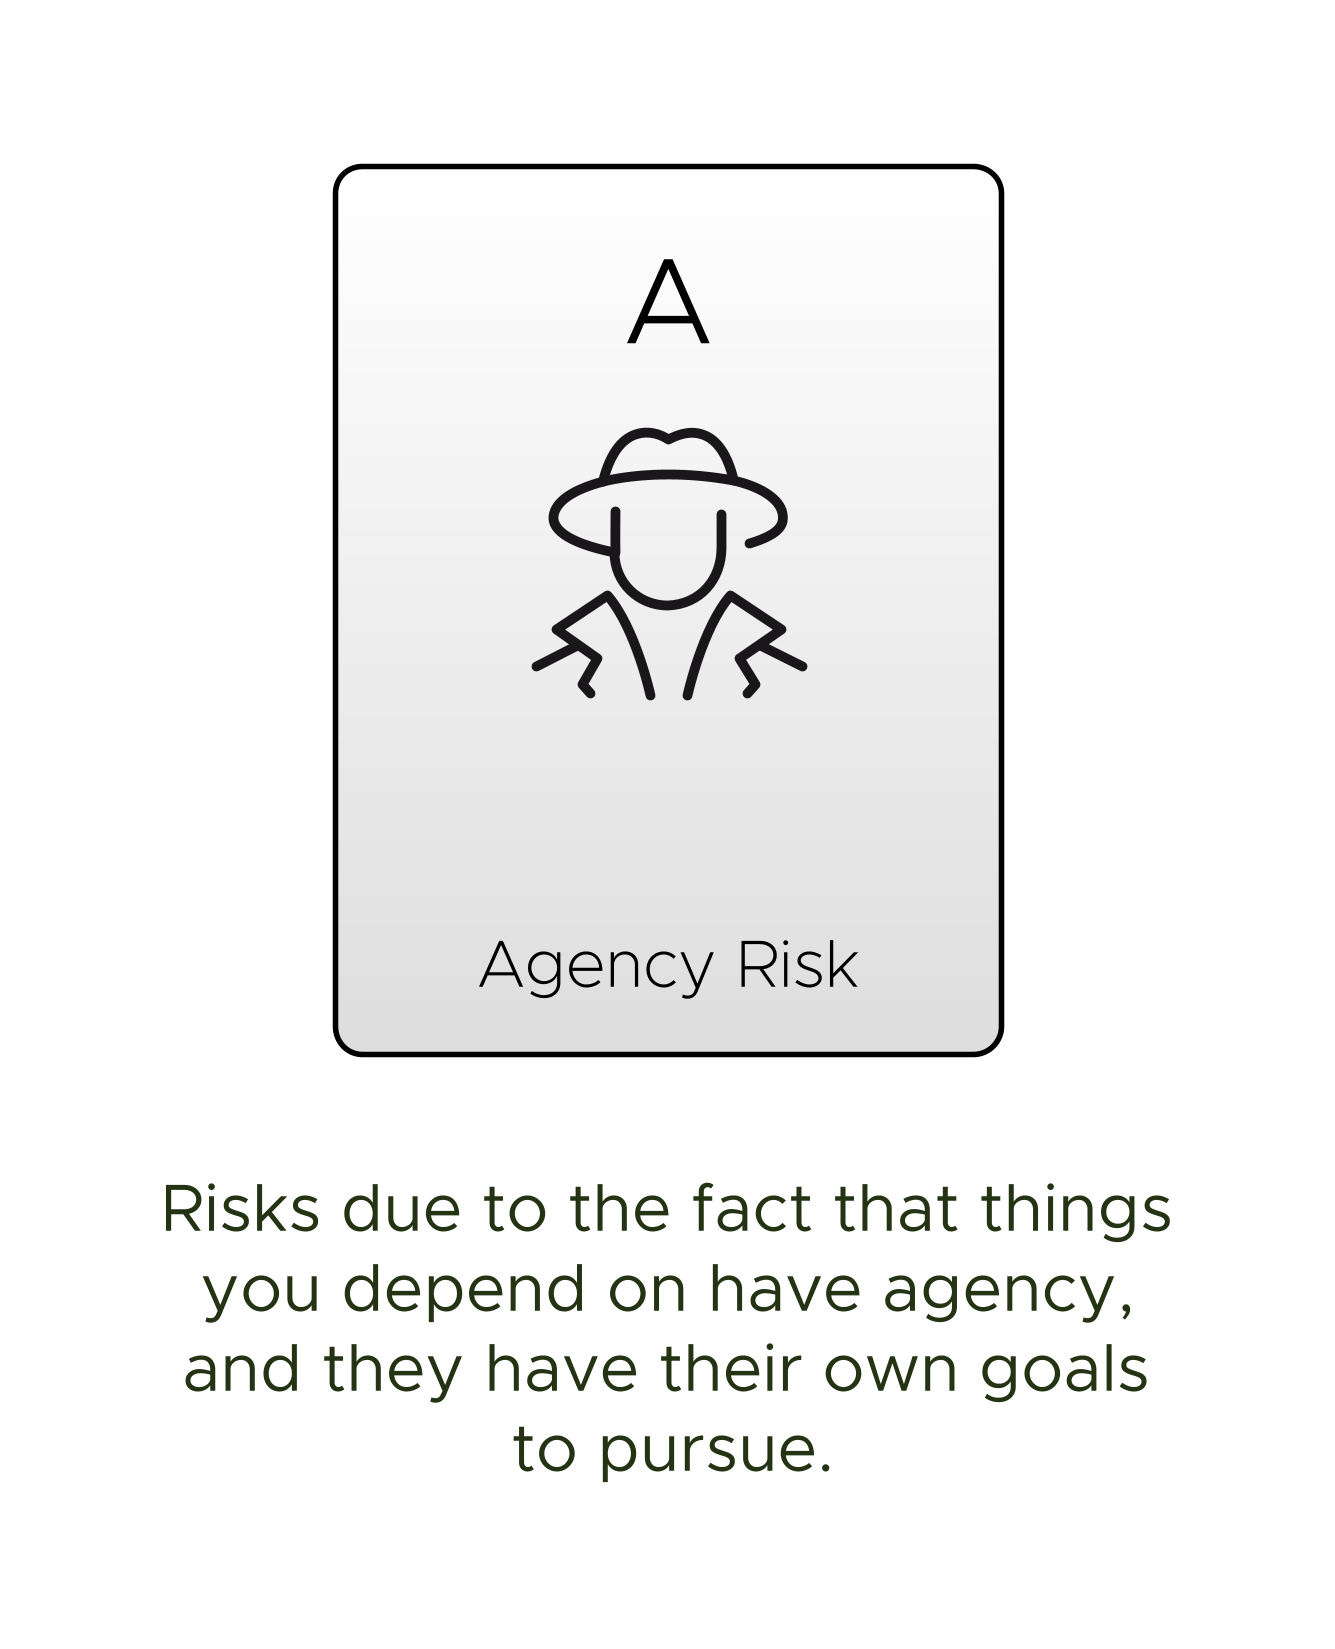 A
Agency Risk
Risks due to the fact that things
you depend on have agency,
and they have their own goals
to pursue.